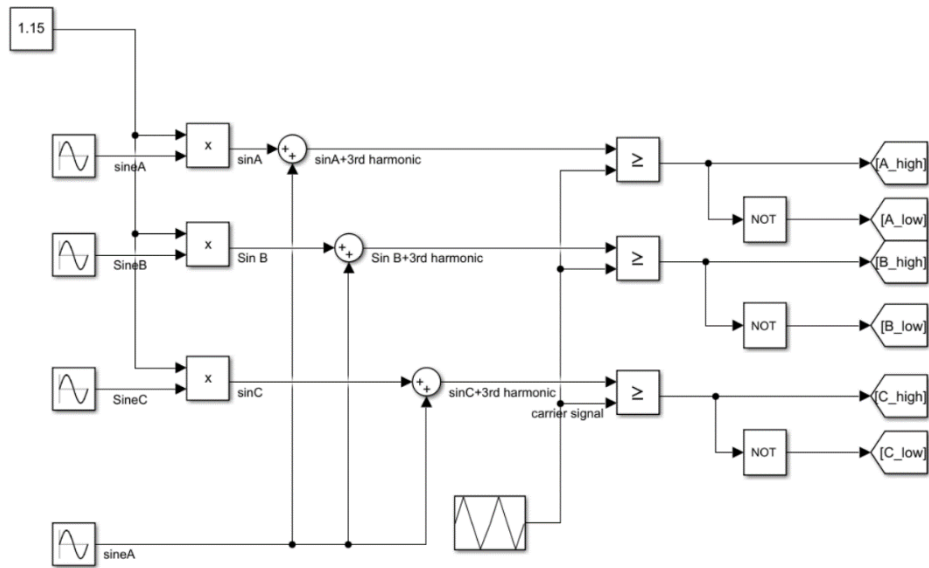 1.15
sineA
x
sinA
+
+
sinA+3rd harmonic
≥
[A_high]
NOT
[A_low]
SineB
x
Sin B
+
+
Sin B+3rd harmonic
≥
[B_high]
NOT
[B_low]
SineC
x
sinC
+
+
sinC+3rd harmonic
carrier signal
≥
[C_high]
NOT
[C_low]
sineA